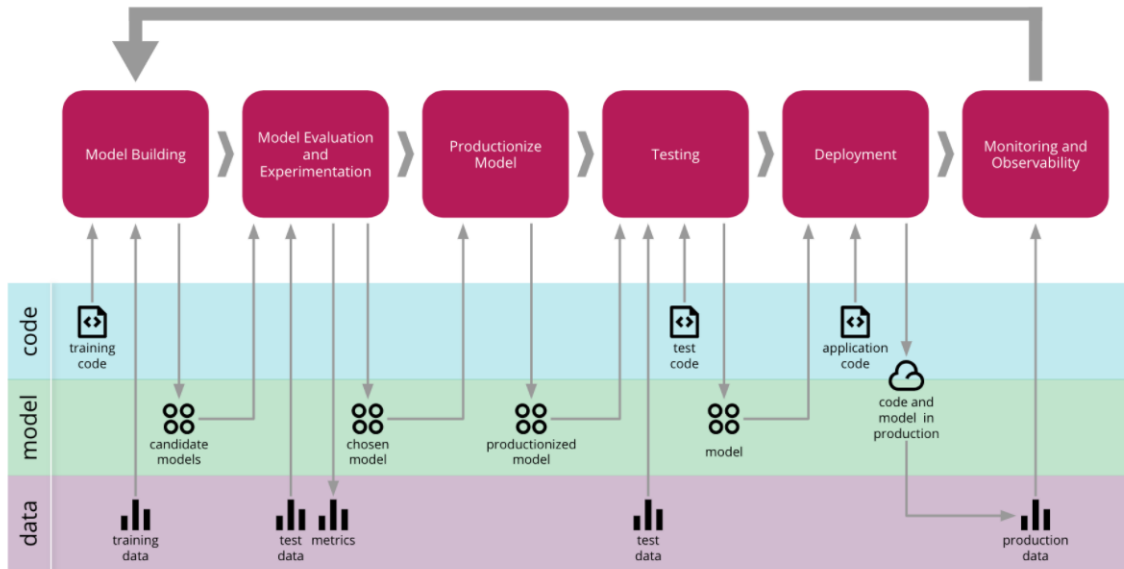 Model Building
Model Evaluation
and
Experimentation
Productionize
Model
Testing
Deployment
Monitoring and
Observability
code
training
code
test
code
application
code
model
candidate
models
chosen
model
productionized
model
model
code and
model in
production
data
training
data
test
data
metrics
test
data
production
data